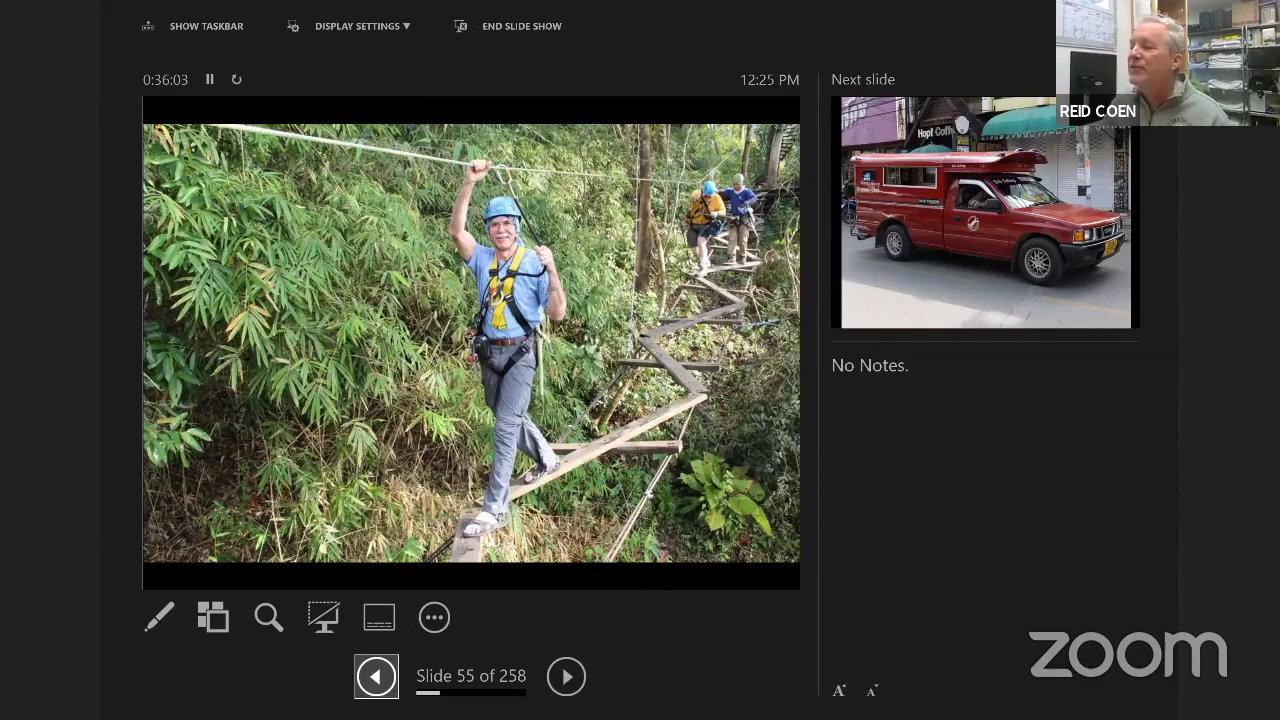 SHOW TASKBAR
DISPLAY SETTINGS ▼
END SLIDE SHOW
0:36:03
12:25 PM
Next slide
REID COEN
Hopf Coff
No Notes.
Slide 55 of 258
zoom
A A